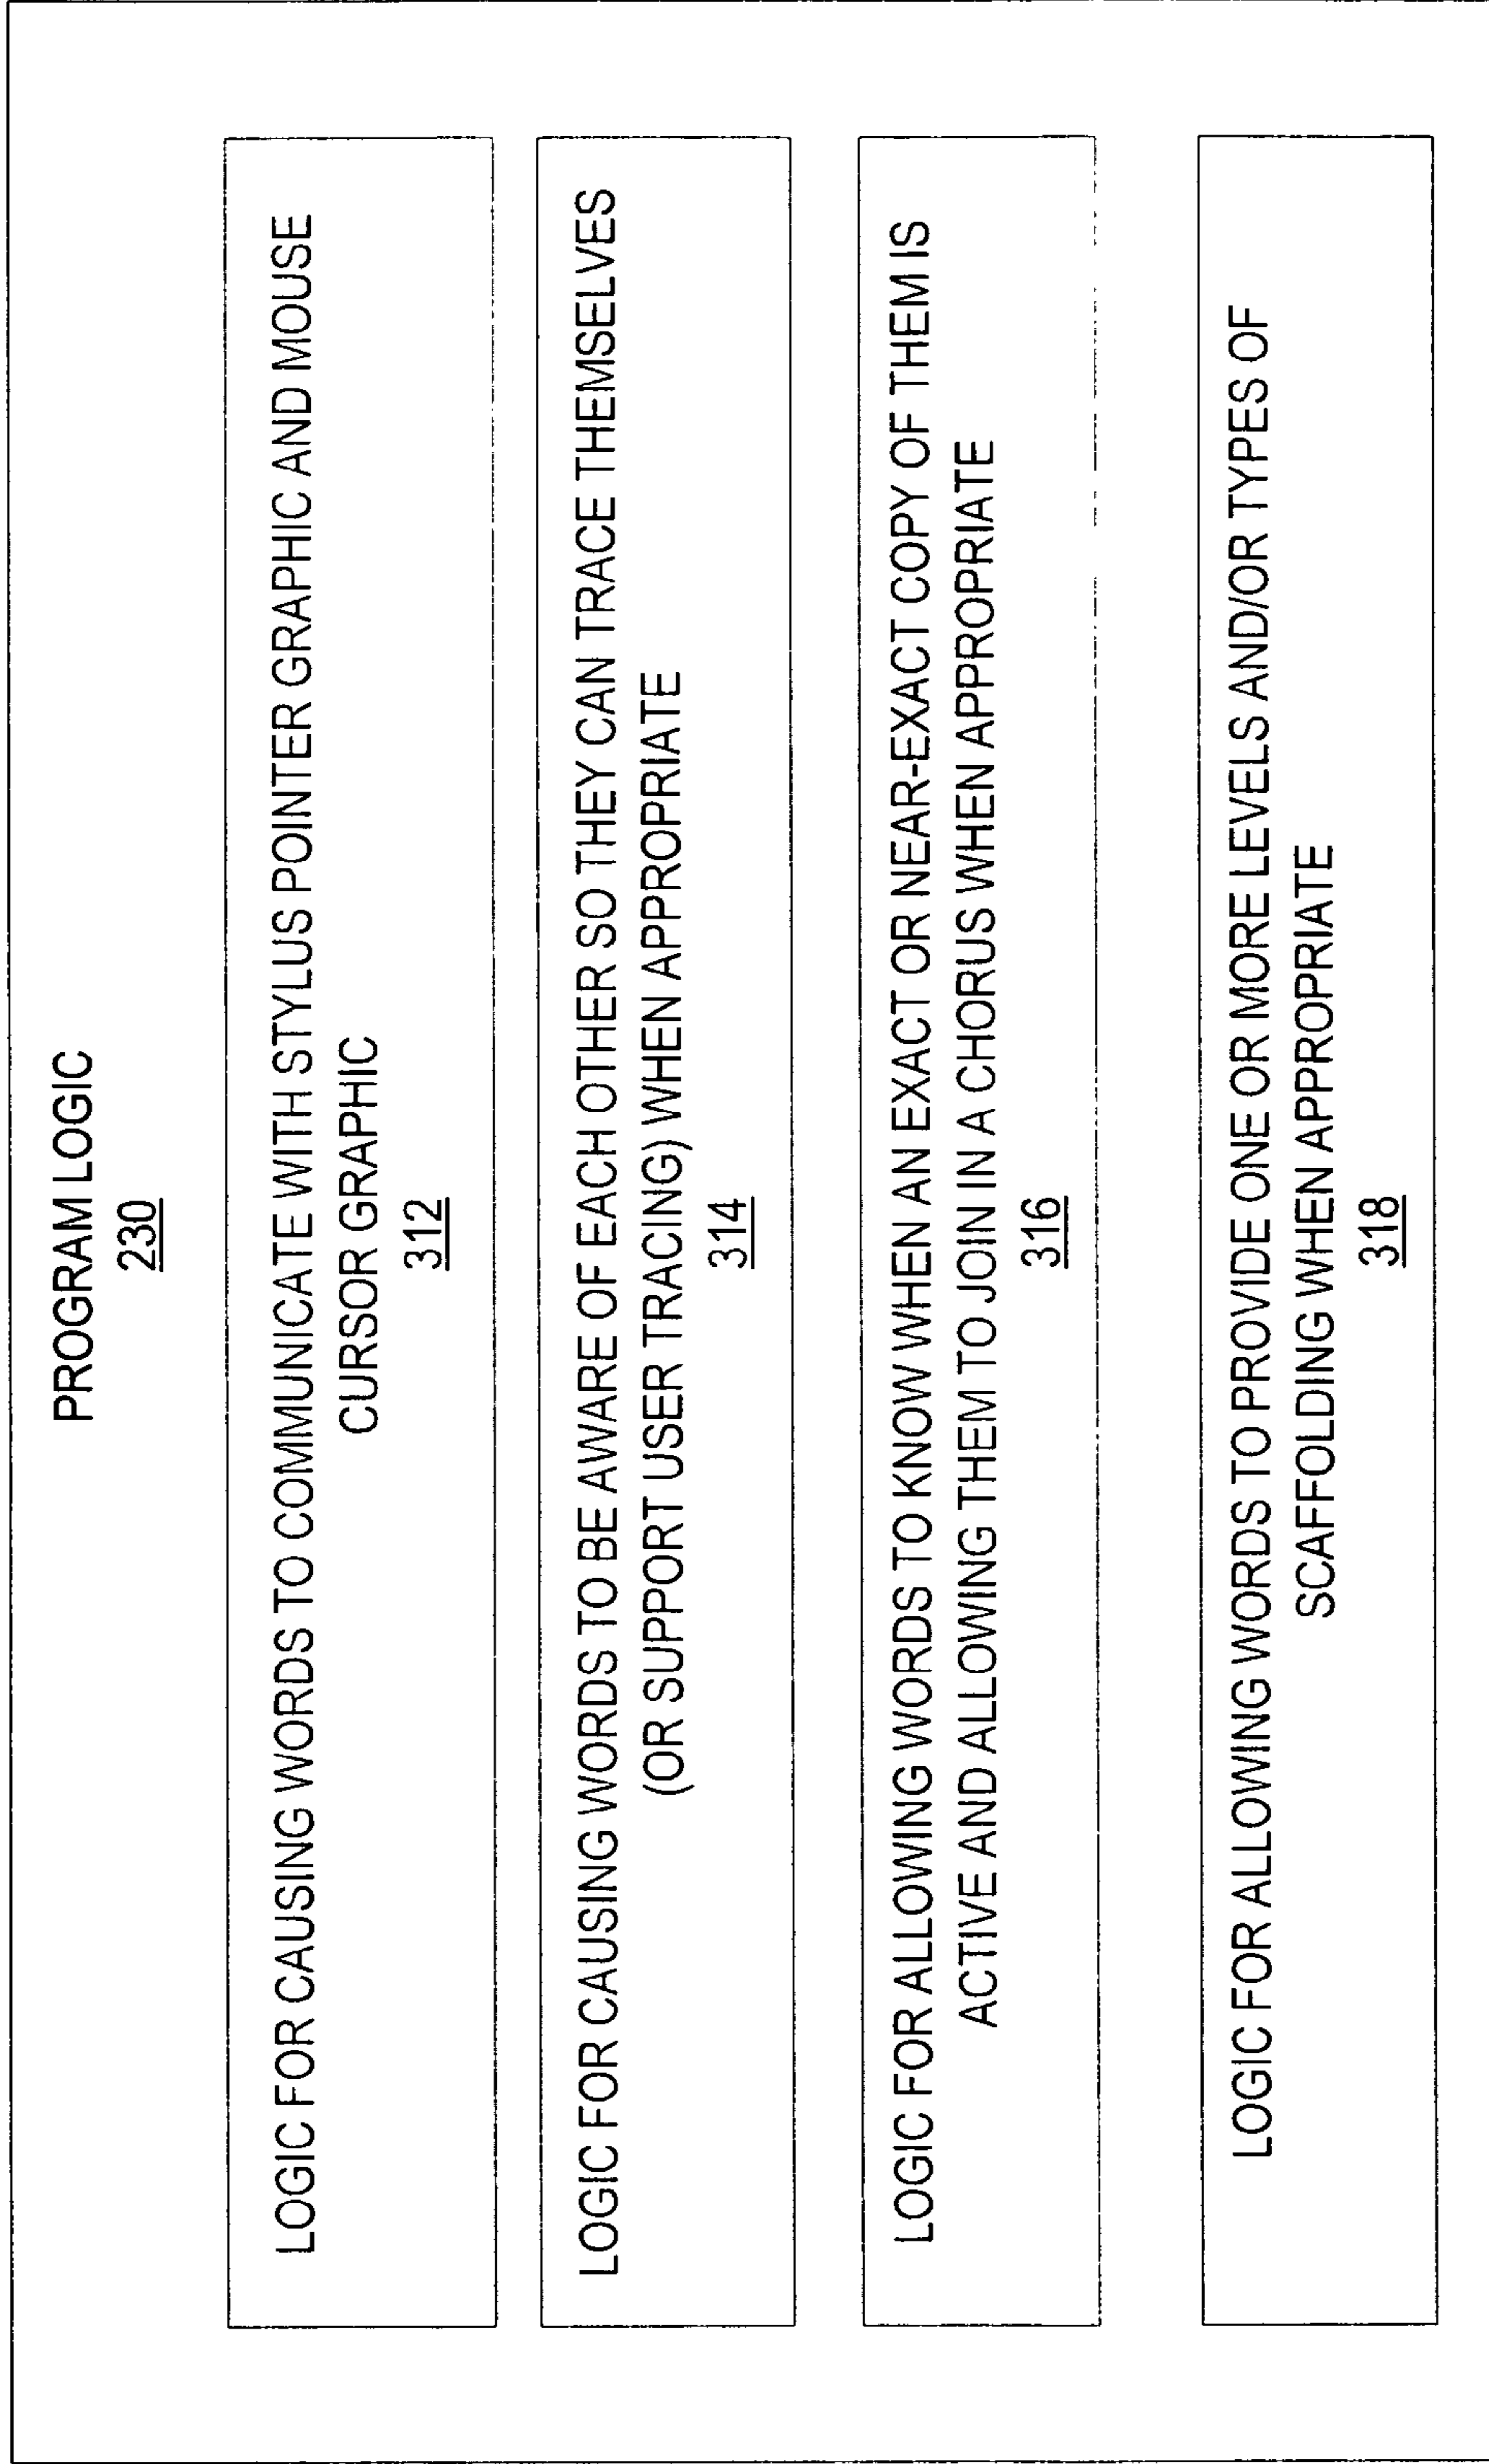 PROGRAM LOGIC
230
LOGIC FOR CAUSING WORDS TO COMMUNICATE WITH STYLUS POINTER GRAPHIC AND MOUSE
CURSOR GRAPHIC
312
LOGIC FOR CAUSING WORDS TO BE AWARE OF EACH OTHER SO THEY CAN TRACE THEMSELVES
(OR SUPPORT USER TRACING) WHEN APPROPRIATE
314
LOGIC FOR ALLOWING WORDS TO KNOW WHEN AN EXACT OR NEAR-EXACT COPY OF THEM IS
ACTIVE AND ALLOWING THEM TO JOIN IN A CHORUS WHEN APPROPRIATE
316
LOGIC FOR ALLOWING WORDS TO PROVIDE ONE OR MORE LEVELS AND/OR TYPES OF
SCAFFOLDING WHEN APPROPRIATE
318